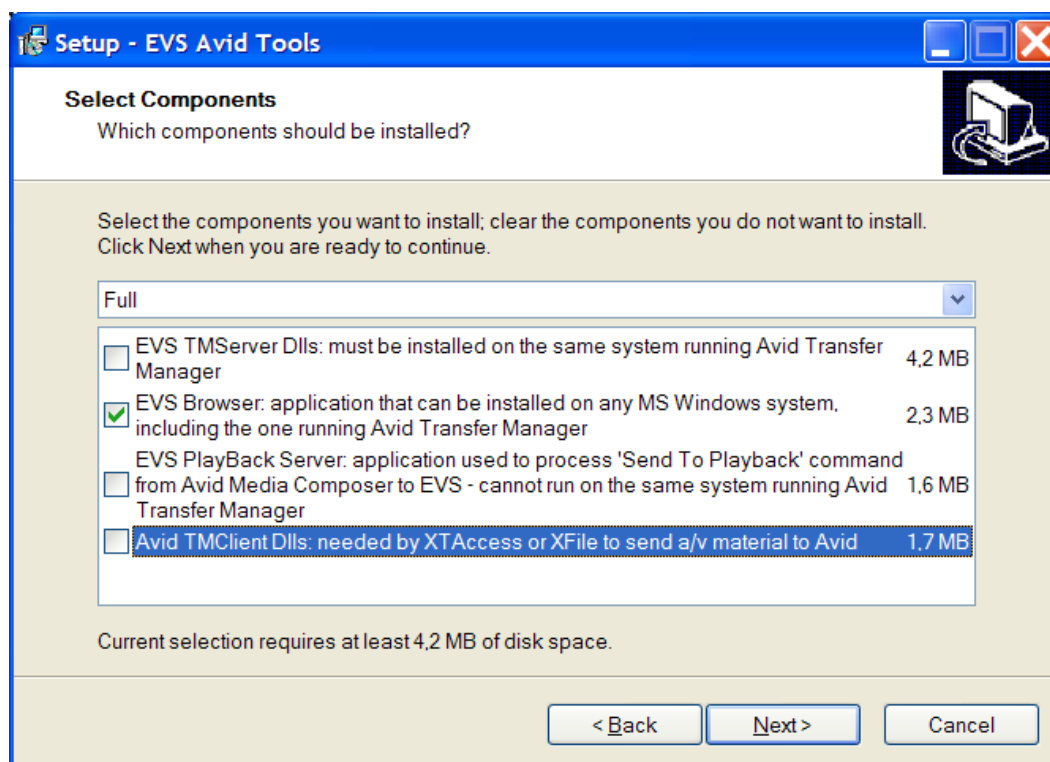 Setup - EVS Avid Tools
Select Components
Which components should be installed?
Select the components you want to install; clear the components you do not want to install.
Click Next when you are ready to continue.
Full
EVS TMServer Dlls: must be installed on the same system running Avid Transfer
Manager
4,2 MB
EVS Browser: application that can be installed on any MS Windows system,
including the one running Avid Transfer Manager
2,3 MB
EVS PlayBack Server: application used to process 'Send To Playback' command
from Avid Media Composer to EVS - cannot run on the same system running Avid
Transfer Manager
1,6 MB
Avid TMClient Dlls: needed by XTAccess or XFile to send a/v material to Avid
1,7 MB
Current selection requires at least 4,2 MB of disk space.
< Back
Next >
Cancel